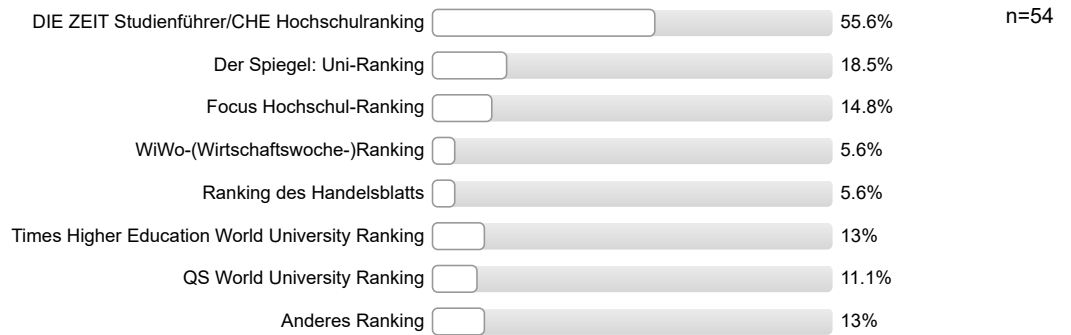 DIE ZEIT Studienführer/CHE Hochschulranking 55.6% n=54
Der Spiegel: Uni-Ranking 18.5%
Focus Hochschul-Ranking 14.8%
WiWo-(Wirtschaftswoche-)Ranking 5.6%
Ranking des Handelsblatts 5.6%
Times Higher Education World University Ranking 13%
QS World University Ranking 11.1%
Anderes Ranking 13%